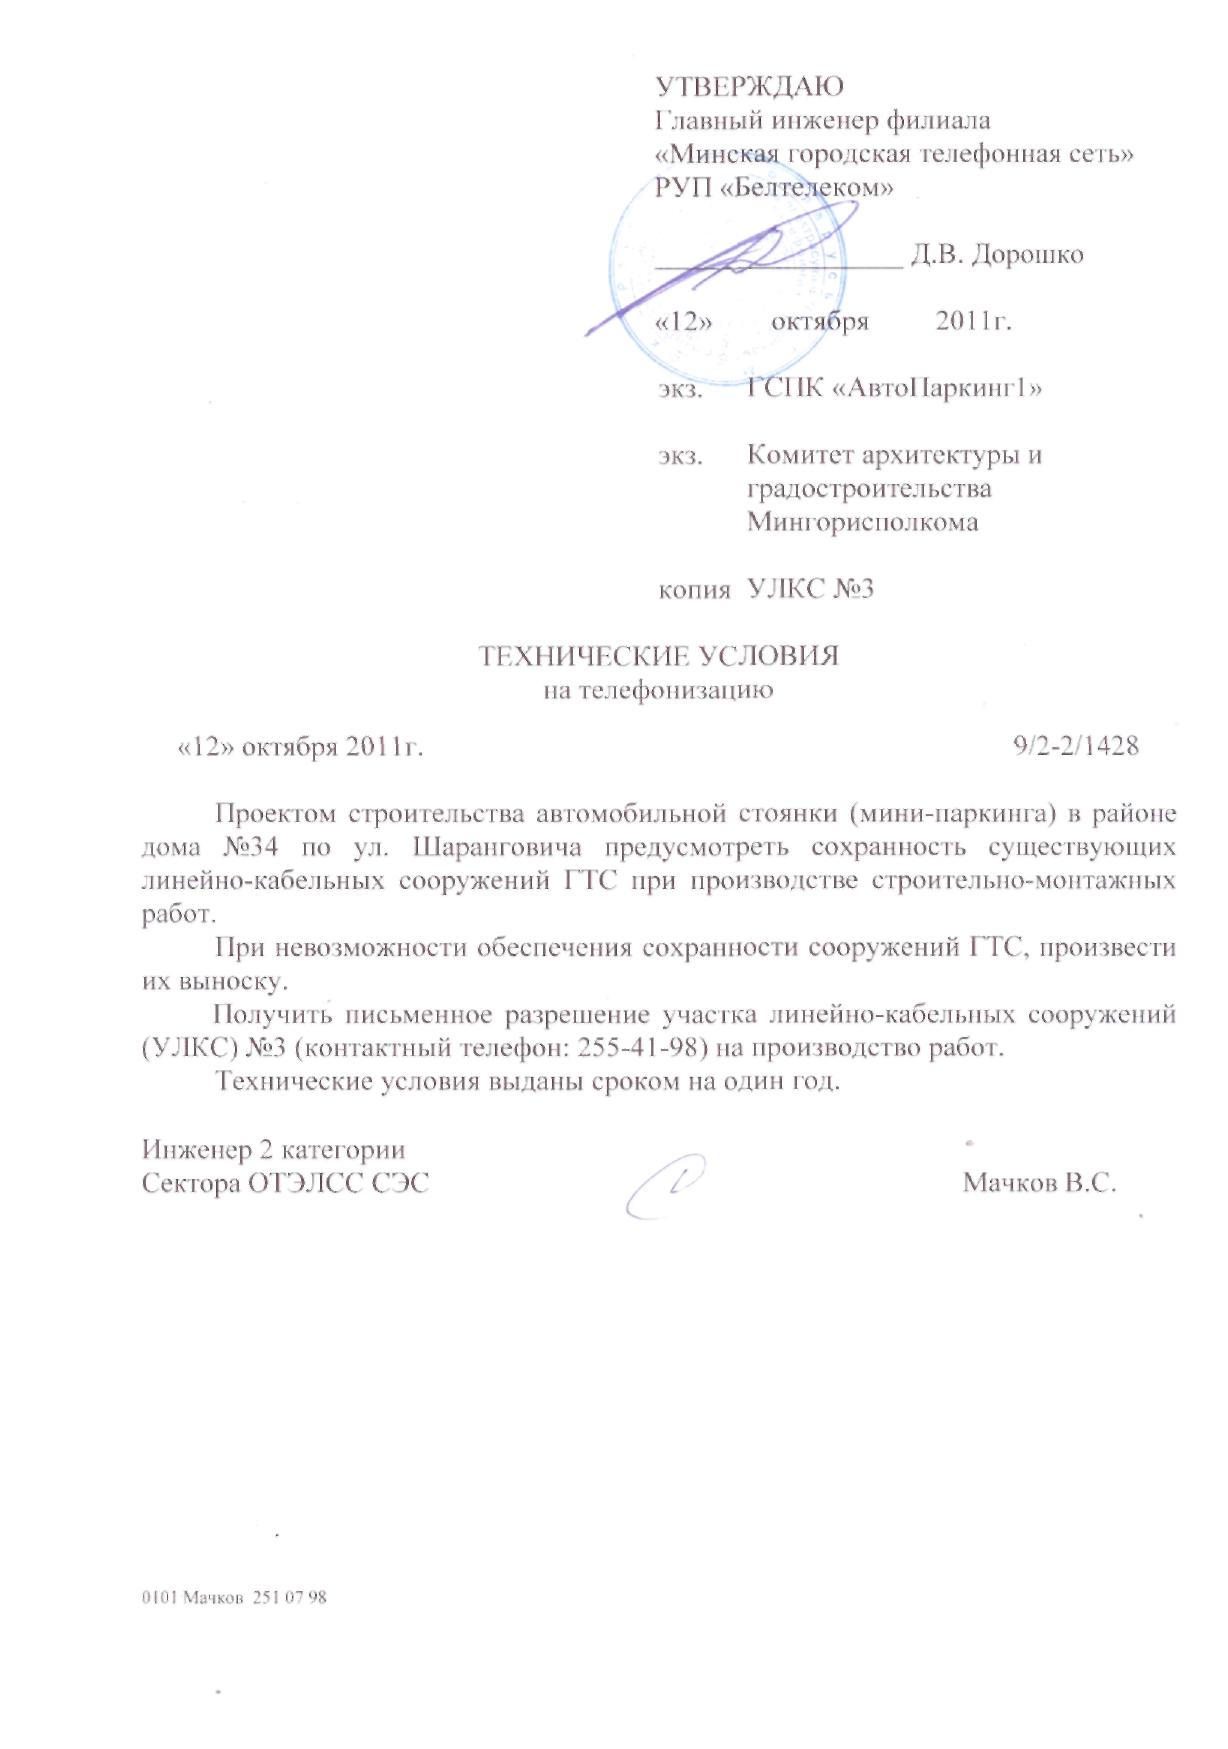 УТВЕРЖДАЮ
Главный инженер филиала
«Минская городская телефонная сеть»
РУП «Белтелеком»
Д.В. Дорошко
«12» октября 2011г.
экз. ГСПК «АвтоПаркинг1»
экз. Комитет архитектуры и
градостроительства
Мингорисполкома
копия УЛКС №3
ТЕХНИЧЕСКИЕ УСЛОВИЯ
на телефонизацию
«12» октября 2011г. 9/2-2/1428
Проектом строительства автомобильной стоянки (мини-паркинга) в районе
дома №34 по ул. Шаранговича предусмотреть сохранность существующих
линейно-кабельных сооружений ГТС при производстве строительно-монтажных
работ.
При невозможности обеспечения сохранности сооружений ГТС, произвести
их выноску.
Получить письменное разрешение участка линейно-кабельных сооружений
(УЛКС) №3 (контактный телефон: 255-41-98) на производство работ.
Технические условия выданы сроком на один год.
Инженер 2 категории
Сектора ОТЭЛСС СЭС Мачков В.С.
0101 Мачков 251 07 98